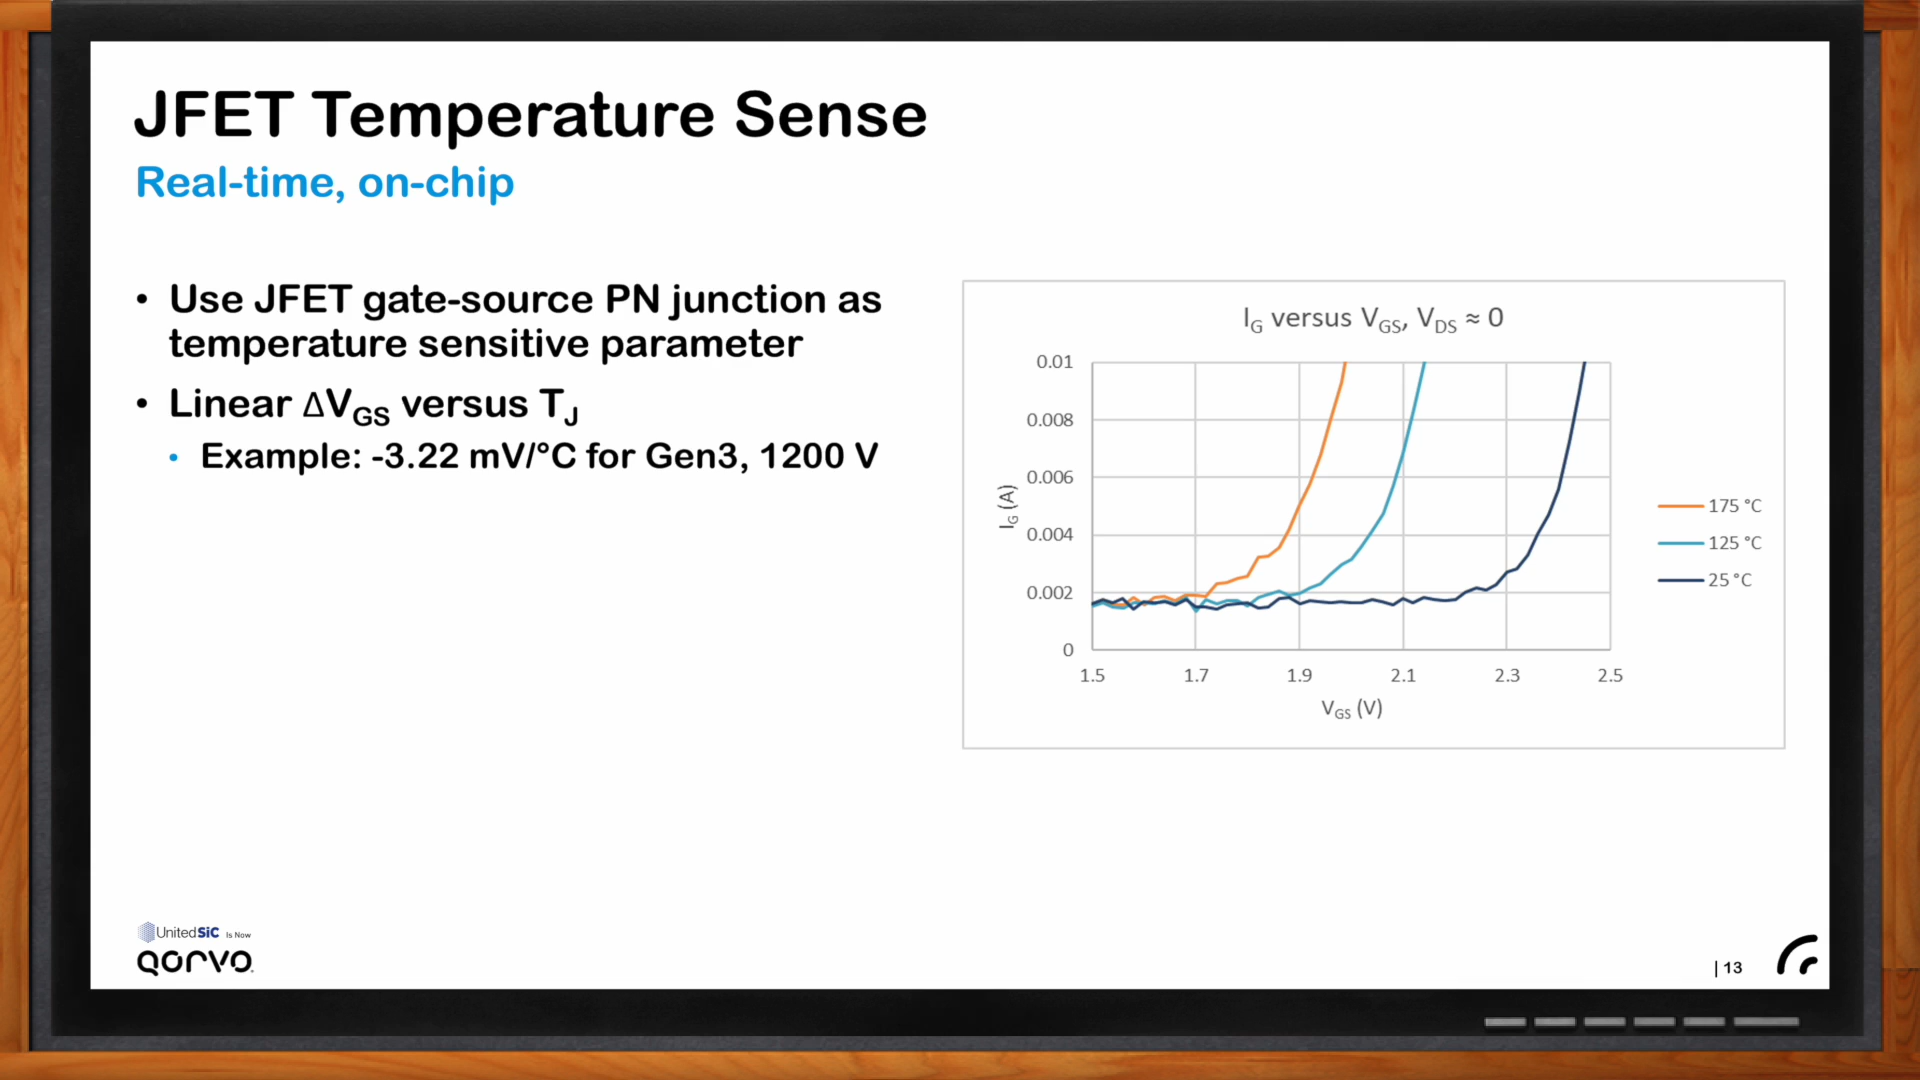 JFET Temperature Sense
Real-time, on-chip
• Use JFET gate-source PN junction as
temperature sensitive parameter
• Linear ΔVGS versus TJ
• Example: -3.22 mV/°C for Gen3, 1200 V
IG versus VGS, VDS ≈ 0
0.01
0.008
0.006
0.004
0.002
0
IG (A)
1.5 1.7 1.9 2.1 2.3 2.5
VGS (V)
175 °C
125 °C
25 °C
UnitedSiC Is Now
QORVO
| 13